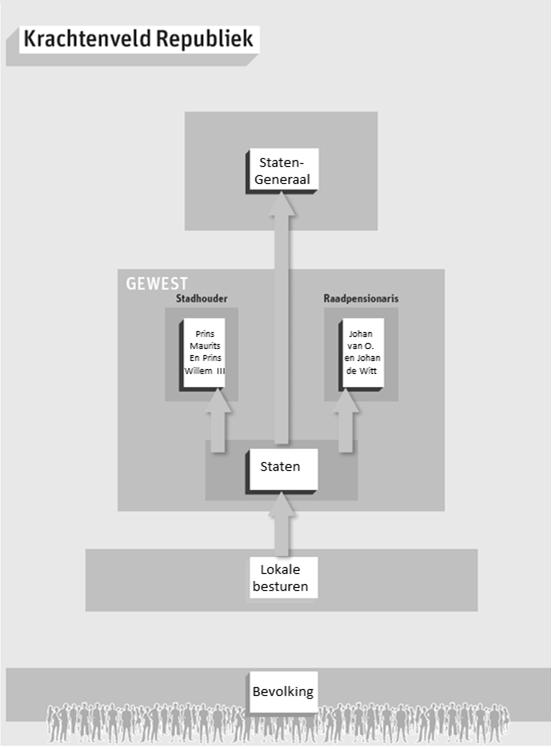 Krachtenveld Republiek
Staten-
Generaal
GEWEST
Stadhouder
Raadpensionaris
Prins
Maurits
En Prins
Willem III
Johan
van O.
en Johan
de Witt
Staten
Lokale
besturen
Bevolking